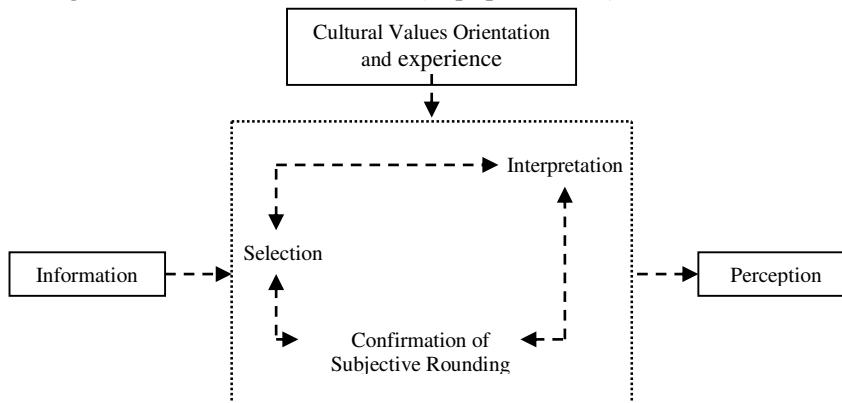 Cultural Values Orientation
and experience
Interpretation
Selection
Information
Perception
Confirmation of
Subjective Rounding